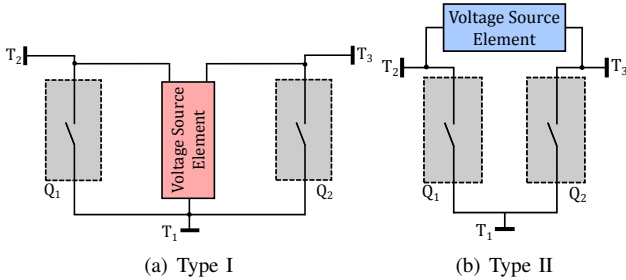 T2
T3
Voltage Source Element
Q1
Q2
T1
(a) Type I
Voltage Source
Element
T2
T3
Q1
Q2
T1
(b) Type II